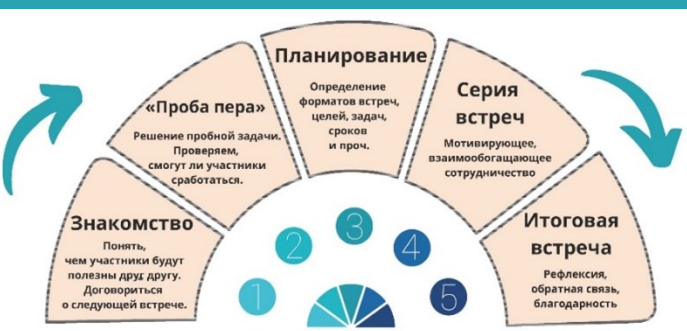 Знакомство
Понять,
чем участники будут
полезны друг другу.
Договориться
о следующей встрече.
«Проба пера»
Решение пробной задачи.
Проверяем,
смогут ли участники
сработаться.
Планирование
Определение
форматов встреч,
целей, задач,
сроков
и проч.
Серия
встреч
Мотивирующее,
взаимообогащающее
сотрудничество
Итоговая
встреча
Рефлексия,
обратная связь,
благодарность
1
2
3
4
5